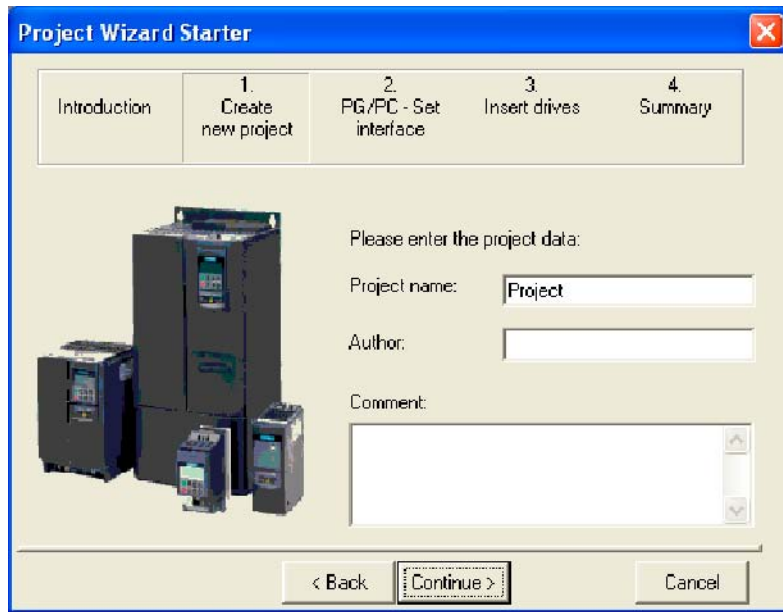 Project Wizard Starter
Introduction
1.
Create
new project
2.
PG/PC - Set
interface
3.
Insert drives
4.
Summary
Please enter the project data:
Project name:
Project
Author:
Comment:
< Back
Continue >
Cancel